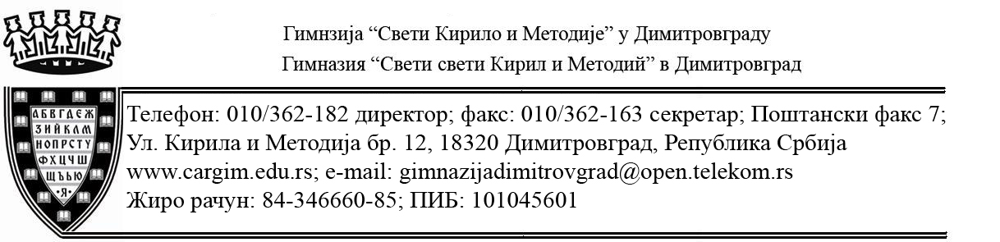 Гимнзија “Свети Кирило и Методије” у Димитровграду
Гимназия “Свети свети Кирил и Методий” в Димитровград
АБВГДЕЖ
ЗИЙКЛМ
НОПРСТУ
ФХЦЧШ
ЩЪЬЮ
•Я•
Телефон: 010/362-182 директор; факс: 010/362-163 секретар; Поштански факс 7;
Ул. Кирила и Методија бр. 12, 18320 Димитровград, Република Србија
www.cargim.edu.rs; e-mail: gimnazijadimitrovgrad@open.telekom.rs
Жиро рачун: 84-346660-85; ПИБ: 101045601